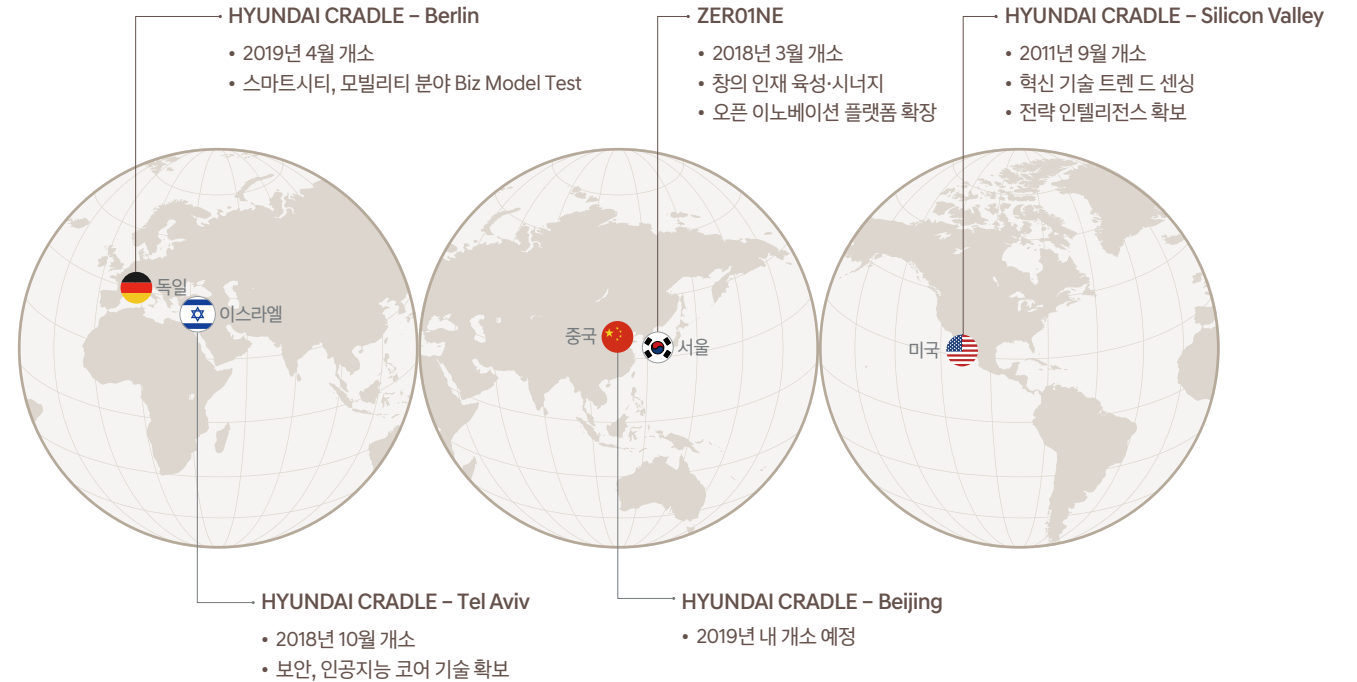 HYUNDAI CRADLE – Berlin
• 2019년 4월 개소
• 스마트시티, 모빌리티 분야 Biz Model Test
ZER01NE
• 2018년 3월 개소
• 창의 인재 육성·시너지
• 오픈 이노베이션 플랫폼 확장
HYUNDAI CRADLE – Silicon Valley
• 2011년 9월 개소
• 혁신 기술 트렌 드 센싱
• 전략 인텔리전스 확보
독일
이스라엘
중국
서울
미국
HYUNDAI CRADLE – Tel Aviv
• 2018년 10월 개소
• 보안, 인공지능 코어 기술 확보
HYUNDAI CRADLE – Beijing
• 2019년 내 개소 예정